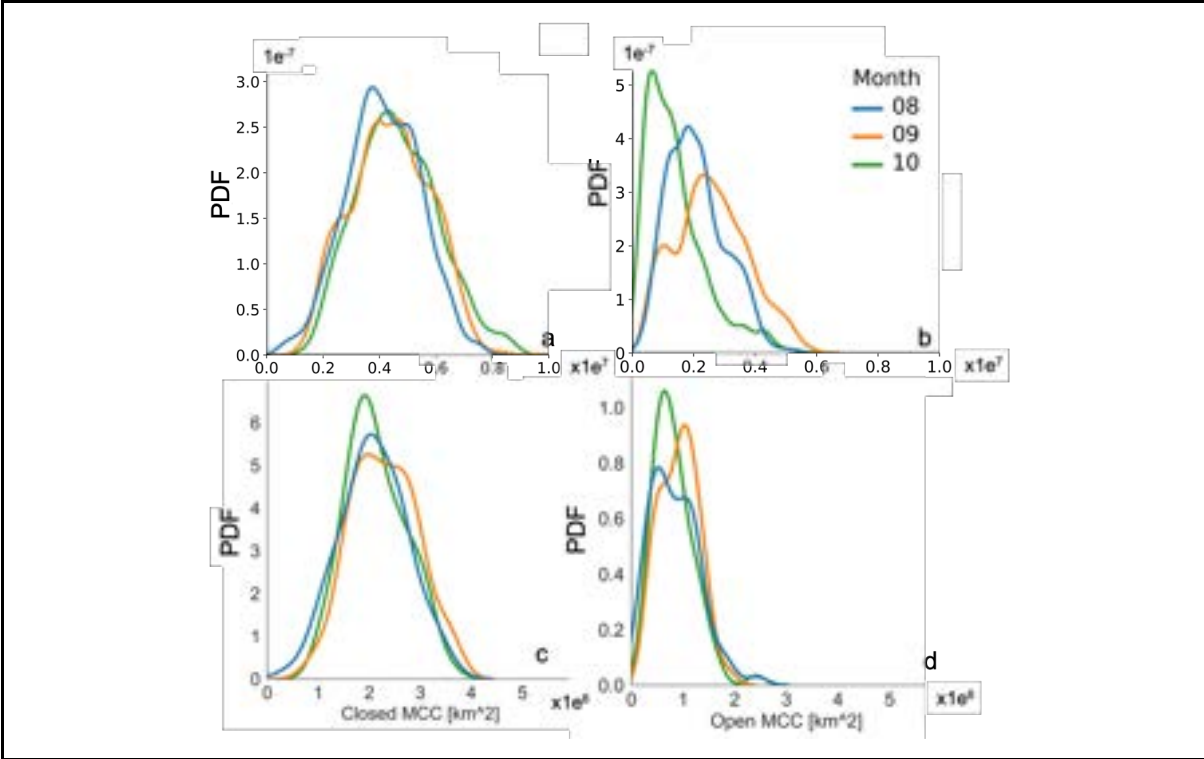 1e⁻⁷
3.0
2.5
2.0
1.5
1.0
0.5
0.0
PDF
0.0 0.2 0.4 0.6 0.8 1.0 x1e⁷
a
1e⁻⁷
5
4
3
2
1
0
PDF
Month
08
09
10
b
0.0 0.2 0.4 0.6 0.8 1.0 x1e⁷
6
5
4
3
2
1
0
PDF
c
0 1 2 3 4 5 x1e⁶
Closed MCC [km^2]
1.0
0.8
0.6
0.4
0.2
0.0
PDF
d
0 1 2 3 4 5 x1e⁶
Open MCC [km^2]